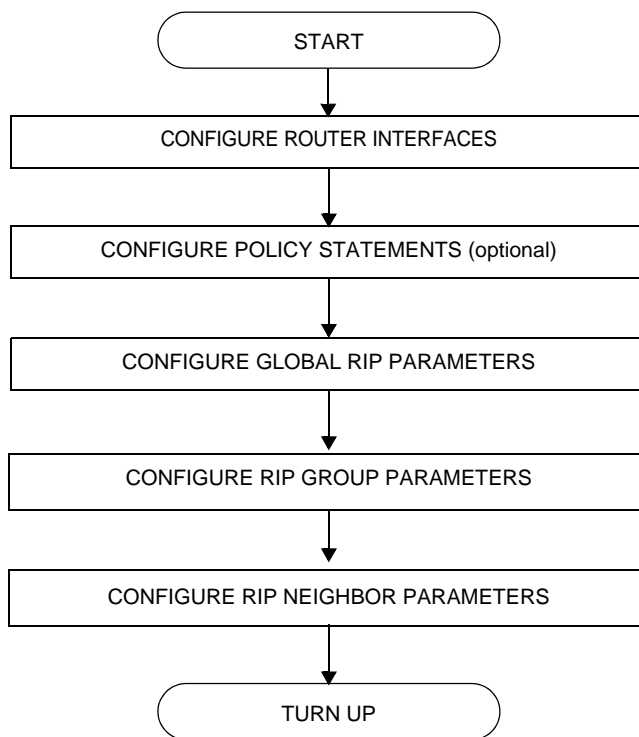 START
CONFIGURE ROUTER INTERFACES
CONFIGURE POLICY STATEMENTS (optional)
CONFIGURE GLOBAL RIP PARAMETERS
CONFIGURE RIP GROUP PARAMETERS
CONFIGURE RIP NEIGHBOR PARAMETERS
TURN UP